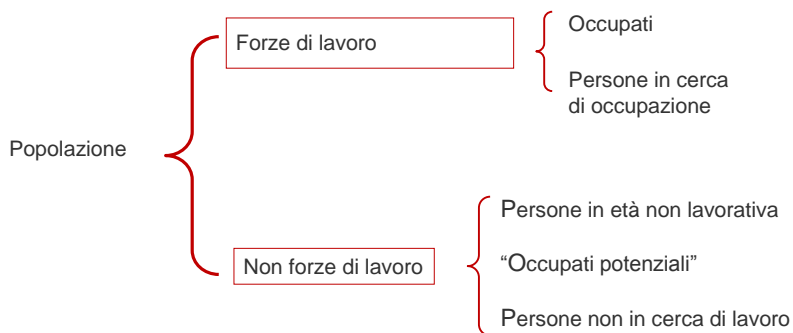 Forze di lavoro
Occupati
Persone in cerca
di occupazione
Popolazione
Non forze di lavoro
Persone in età non lavorativa
“Occupati potenziali”
Persone non in cerca di lavoro